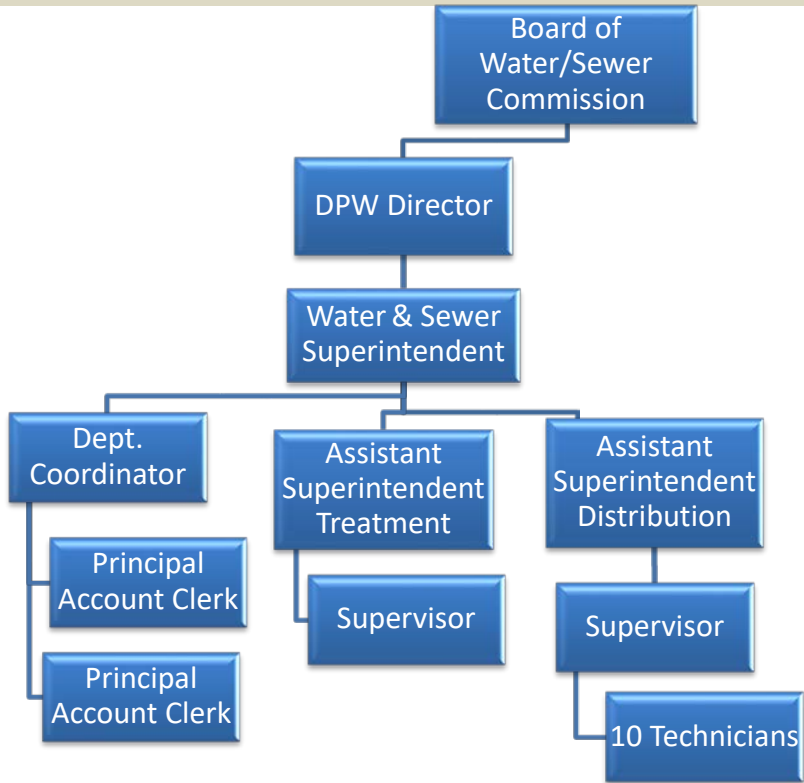 Board of
Water/Sewer
Commission
DPW Director
Water & Sewer
Superintendent
Dept.
Coordinator
Principal
Account Clerk
Principal
Account Clerk
Assistant
Superintendent
Treatment
Supervisor
Assistant
Superintendent
Distribution
Supervisor
10 Technicians